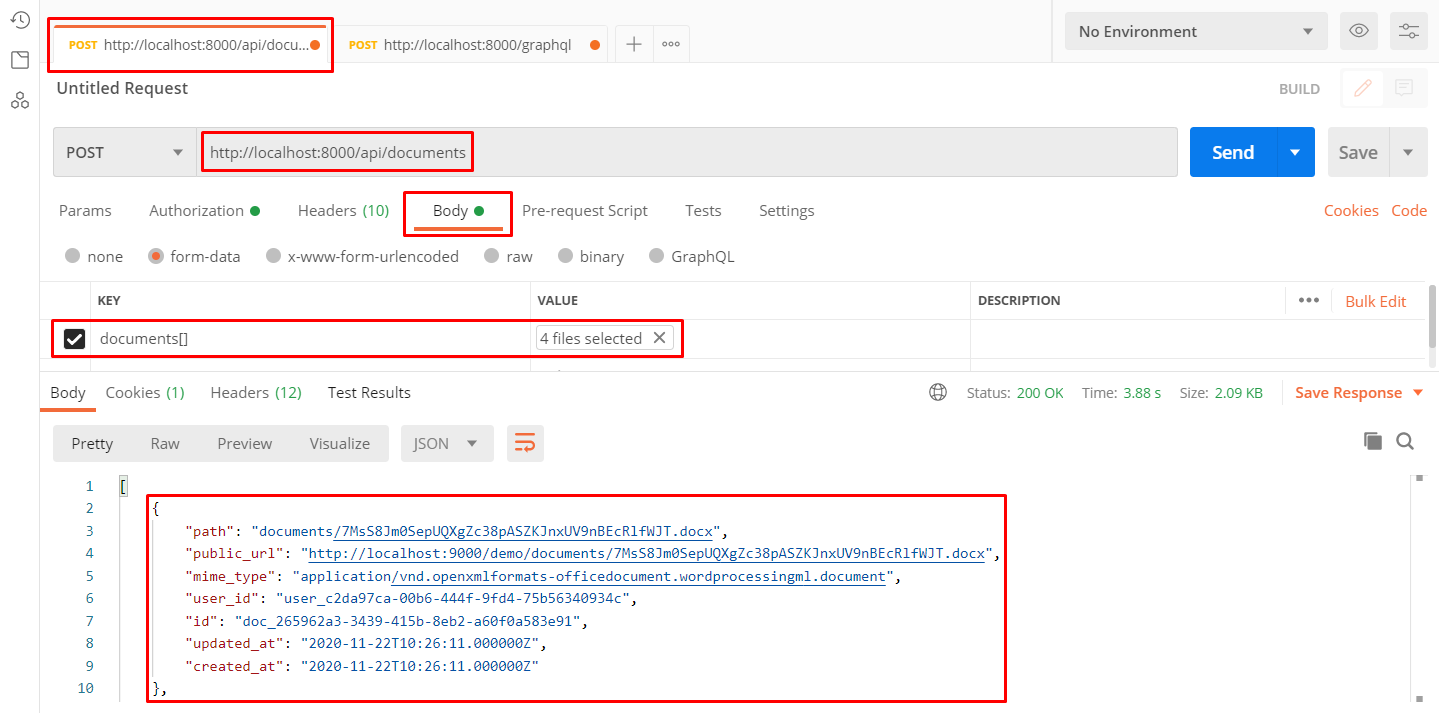 POST http://localhost:8000/api/docu... POST http://localhost:8000/graphql No Environment
Untitled Request BUILD
POST http://localhost:8000/api/documents Send Save
Params Authorization Headers (10) Body Pre-request Script Tests Settings Cookies Code
none form-data x-www-form-urlencoded raw binary GraphQL
KEY VALUE DESCRIPTION Bulk Edit
documents[] 4 files selected
Body Cookies (1) Headers (12) Test Results Status: 200 OK Time: 3.88 s Size: 2.09 KB Save Response
Pretty Raw Preview Visualize JSON
1 [
2 {
3 "path": "documents/7MsS8Jm0SepUQXgZc38pASZKJnxUV9nBEcRlfWJT.docx",
4 "public_url": "http://localhost:9000/demo/documents/7MsS8Jm0SepUQXgZc38pASZKJnxUV9nBEcRlfWJT.docx",
5 "mime_type": "application/vnd.openxmlformats-officedocument.wordprocessingml.document",
6 "user_id": "user_c2da97ca-00b6-444f-9fd4-75b56340934c",
7 "id": "doc_265962a3-3439-415b-8eb2-a60f0a583e91",
8 "updated_at": "2020-11-22T10:26:11.000000Z",
9 "created_at": "2020-11-22T10:26:11.000000Z"
10 },